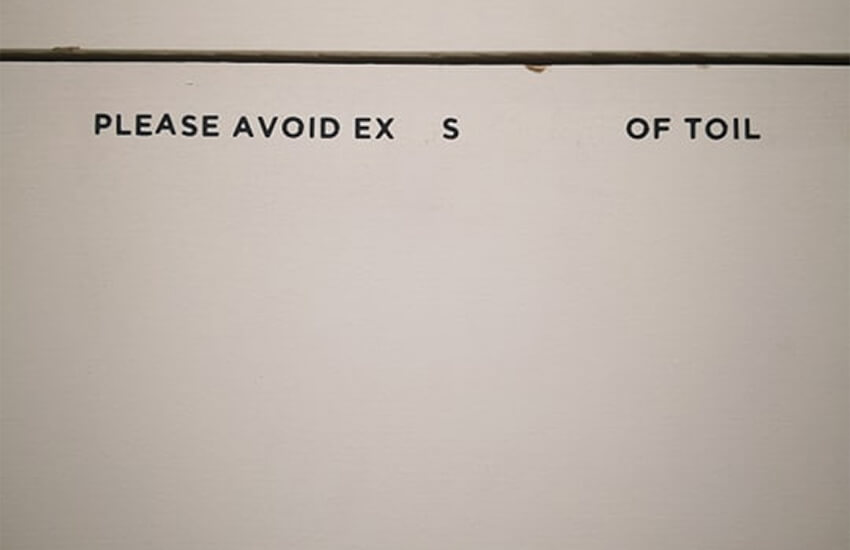 PLEASE AVOID EX S OF TOIL